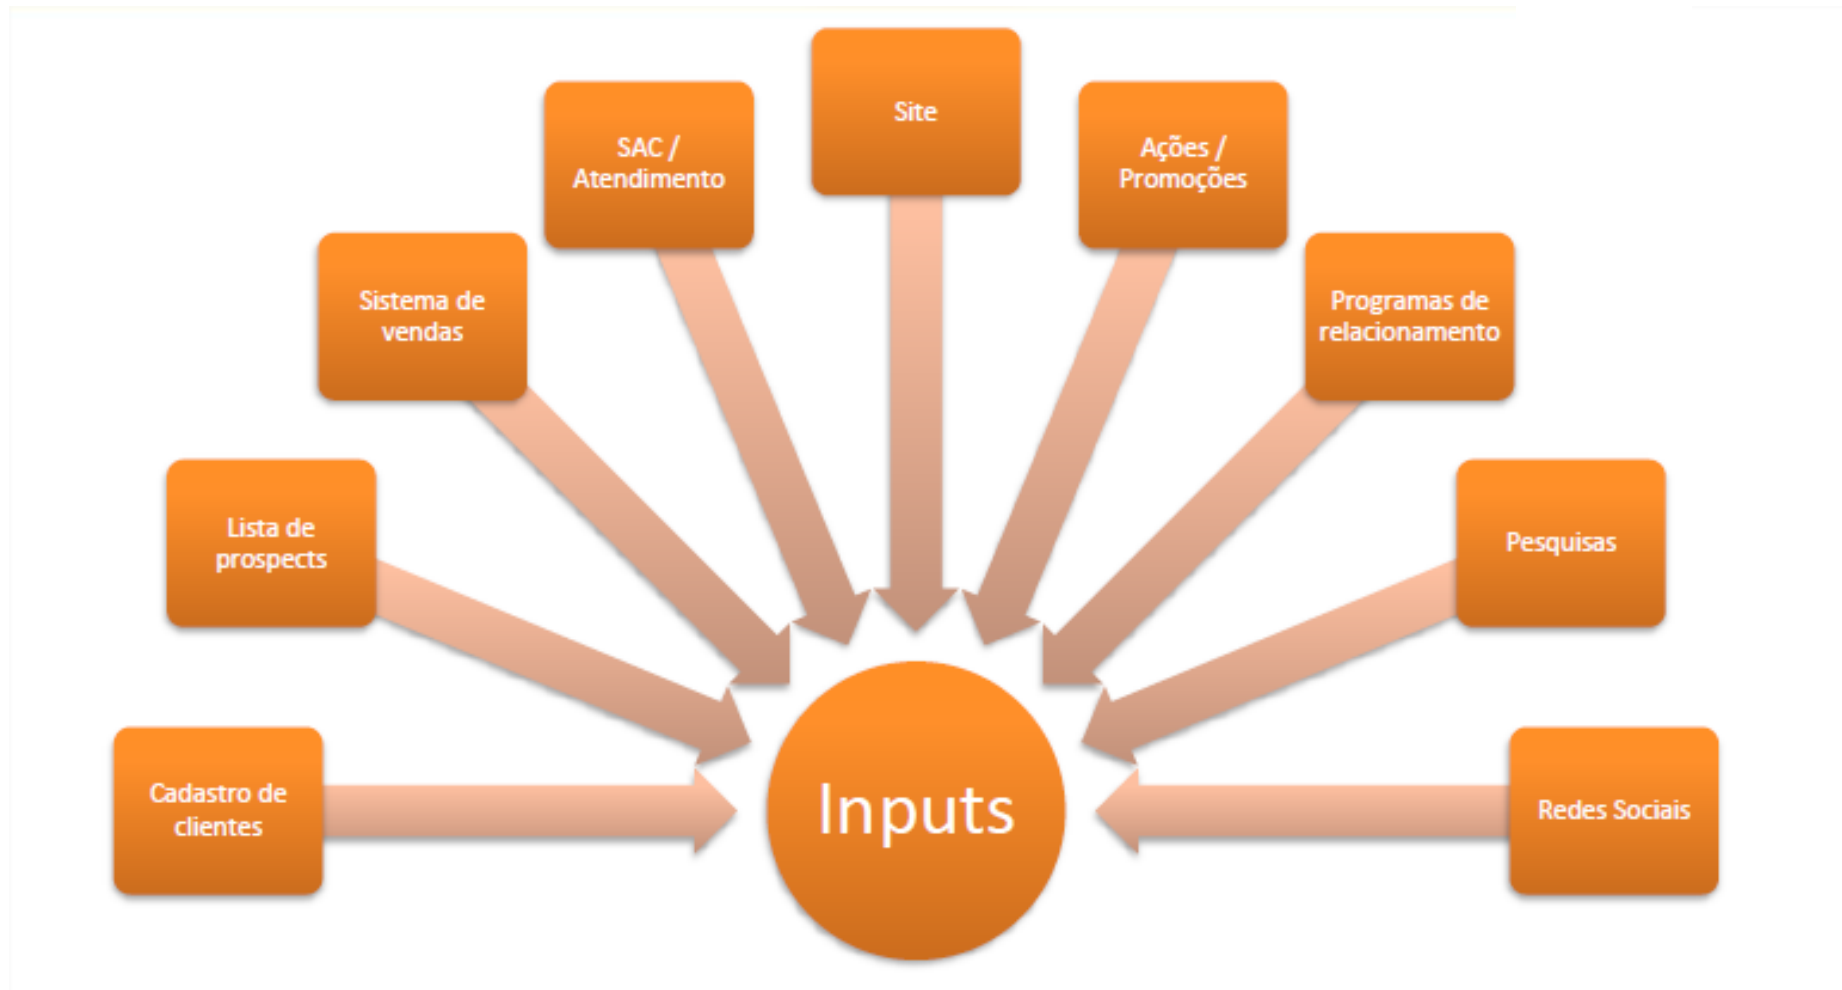 Site
SAC /
Atendimento
Ações /
Promoções
Sistema de
vendas
Programas de
relacionamento
Lista de
prospects
Pesquisas
Cadastro de
clientes
Inputs
Redes Sociais